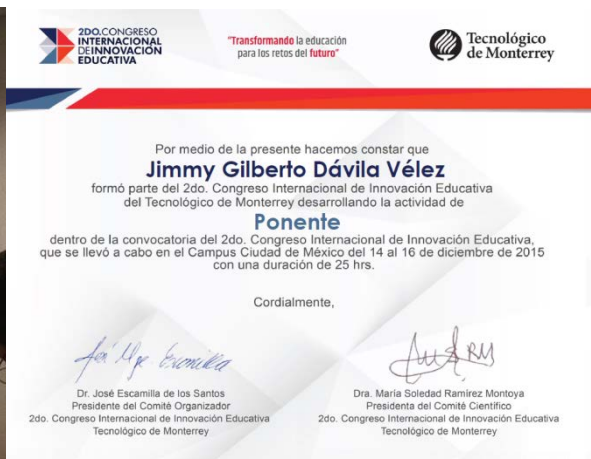 2DO.CONGRESO
INTERNACIONAL
DEINNOVACIÓN
EDUCATIVA
"Transformando la educación
para los retos del futuro"
Tecnológico
de Monterrey
Por medio de la presente hacemos constar que
Jimmy Gilberto Dávila Vélez
formó parte del 2do. Congreso Internacional de Innovación Educativa
del Tecnológico de Monterrey desarrollando la actividad de
Ponente
dentro de la convocatoria del 2do. Congreso Internacional de Innovación Educativa,
que se llevó a cabo en el Campus Ciudad de México del 14 al 16 de diciembre de 2015
con una duración de 25 hrs.
Cordialmente,
Dr. José Escamilla de los Santos
Presidente del Comité Organizador
2do. Congreso Internacional de Innovación Educativa
Tecnológico de Monterrey
Dra. María Soledad Ramírez Montoya
Presidenta del Comité Científico
2do. Congreso Internacional de Innovación Educativa
Tecnológico de Monterrey